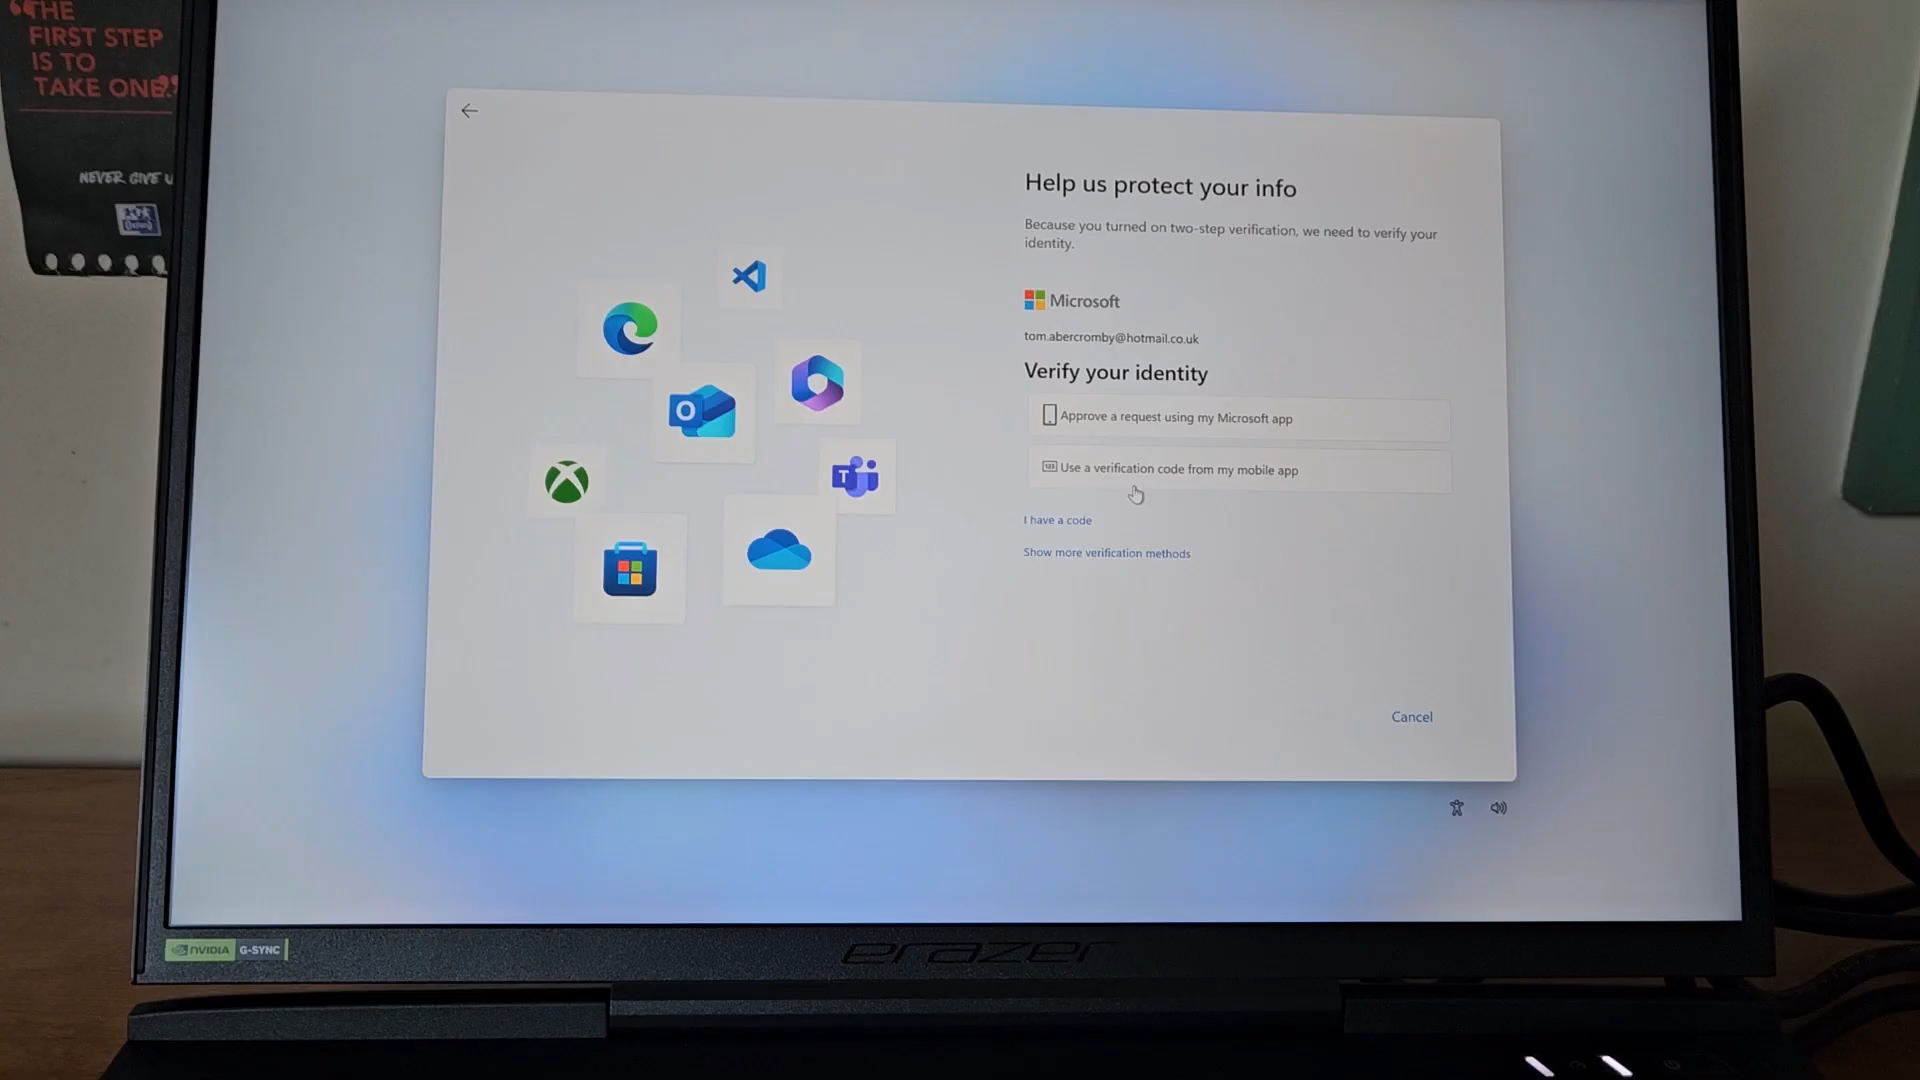 “THE
FIRST STEP
IS TO
TAKE ONE.”
NEVER GIVE U
Help us protect your info
Because you turned on two-step verification, we need to verify your
identity.
Microsoft
tom.abercromby@hotmail.co.uk
Verify your identity
Approve a request using my Microsoft app
123 Use a verification code from my mobile app
I have a code
Show more verification methods
Cancel
O
T
NVIDIA G-SYNC
erazer